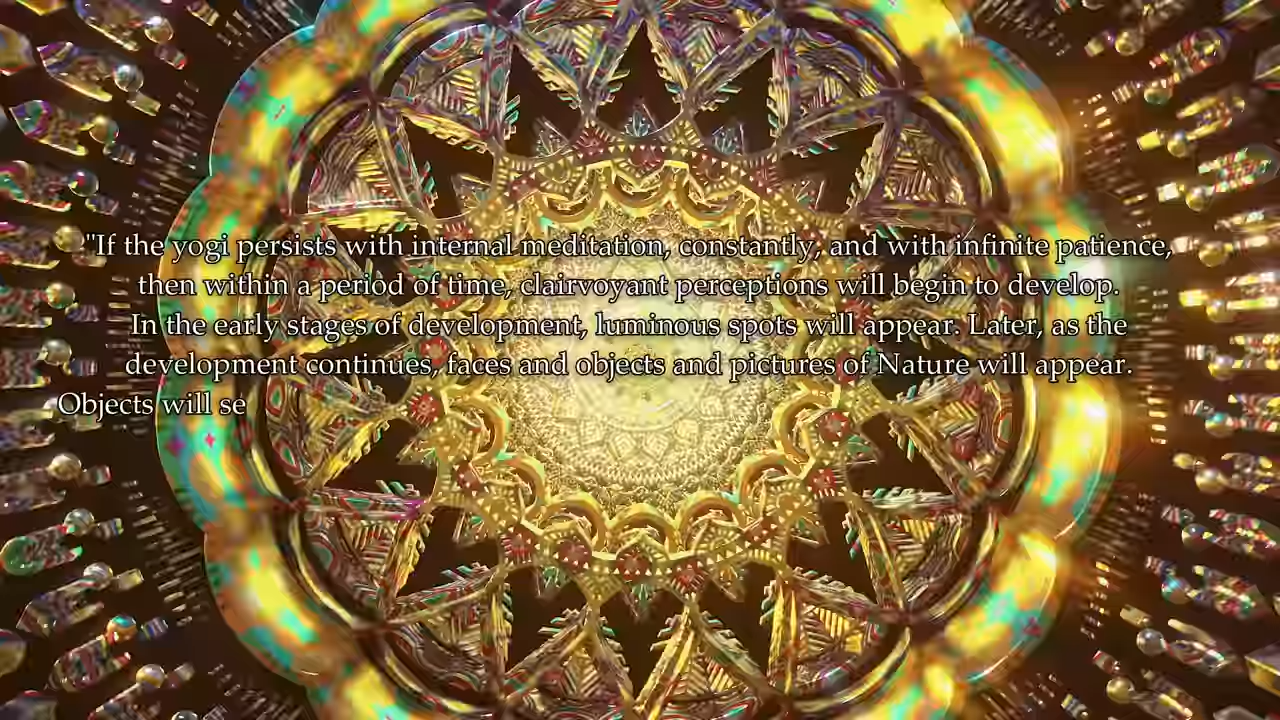 "If the yogi persists with internal meditation, constantly, and with infinite patience,
then within a period of time, clairvoyant perceptions will begin to develop.
In the early stages of development, luminous spots will appear. Later, as the
development continues, faces and objects and pictures of Nature will appear.
Objects will se